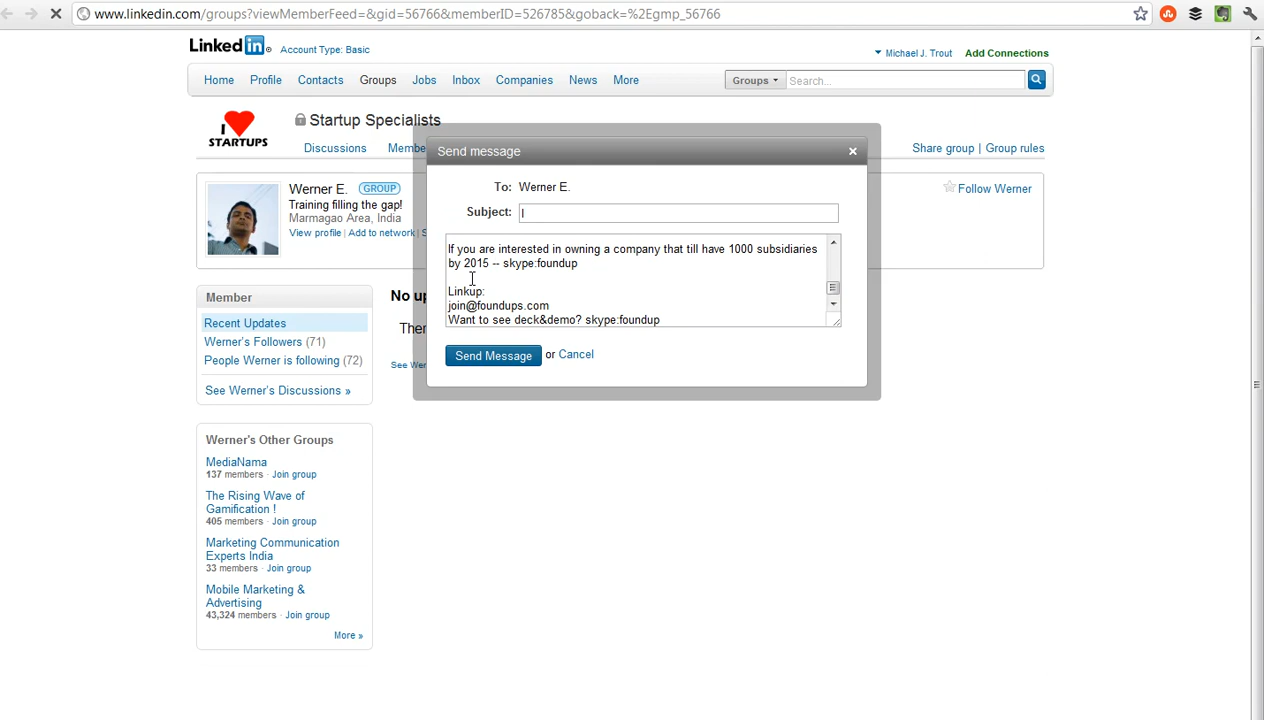 www.linkedin.com/groups?viewMemberFeed=&gid=56766&memberID=526785&goback=%2Egmp_56766
Linked in Account Type: Basic
Michael J. Trout Add Connections
Home Profile Contacts Groups Jobs Inbox Companies News More
Groups Search...
I STARTUPS
Startup Specialists
Discussions Membe
Share group | Group rules
Werner E. GROUP
Training filling the gap!
Marmagao Area, India
View profile | Add to network | S
Follow Werner
Send message ×
To: Werner E.
Subject:
If you are interested in owning a company that till have 1000 subsidiaries
by 2015 -- skype:foundup
Linkup:
join@foundups.com
Want to see deck&demo? skype:foundup
Send Message or Cancel
Member
Recent Updates
Werner's Followers (71)
People Werner is following (72)
See Werner's Discussions »
No up
Ther
See Wer
Werner's Other Groups
MediaNama
137 members · Join group
The Rising Wave of
Gamification !
405 members · Join group
Marketing Communication
Experts India
33 members · Join group
Mobile Marketing &
Advertising
43,324 members · Join group
More »